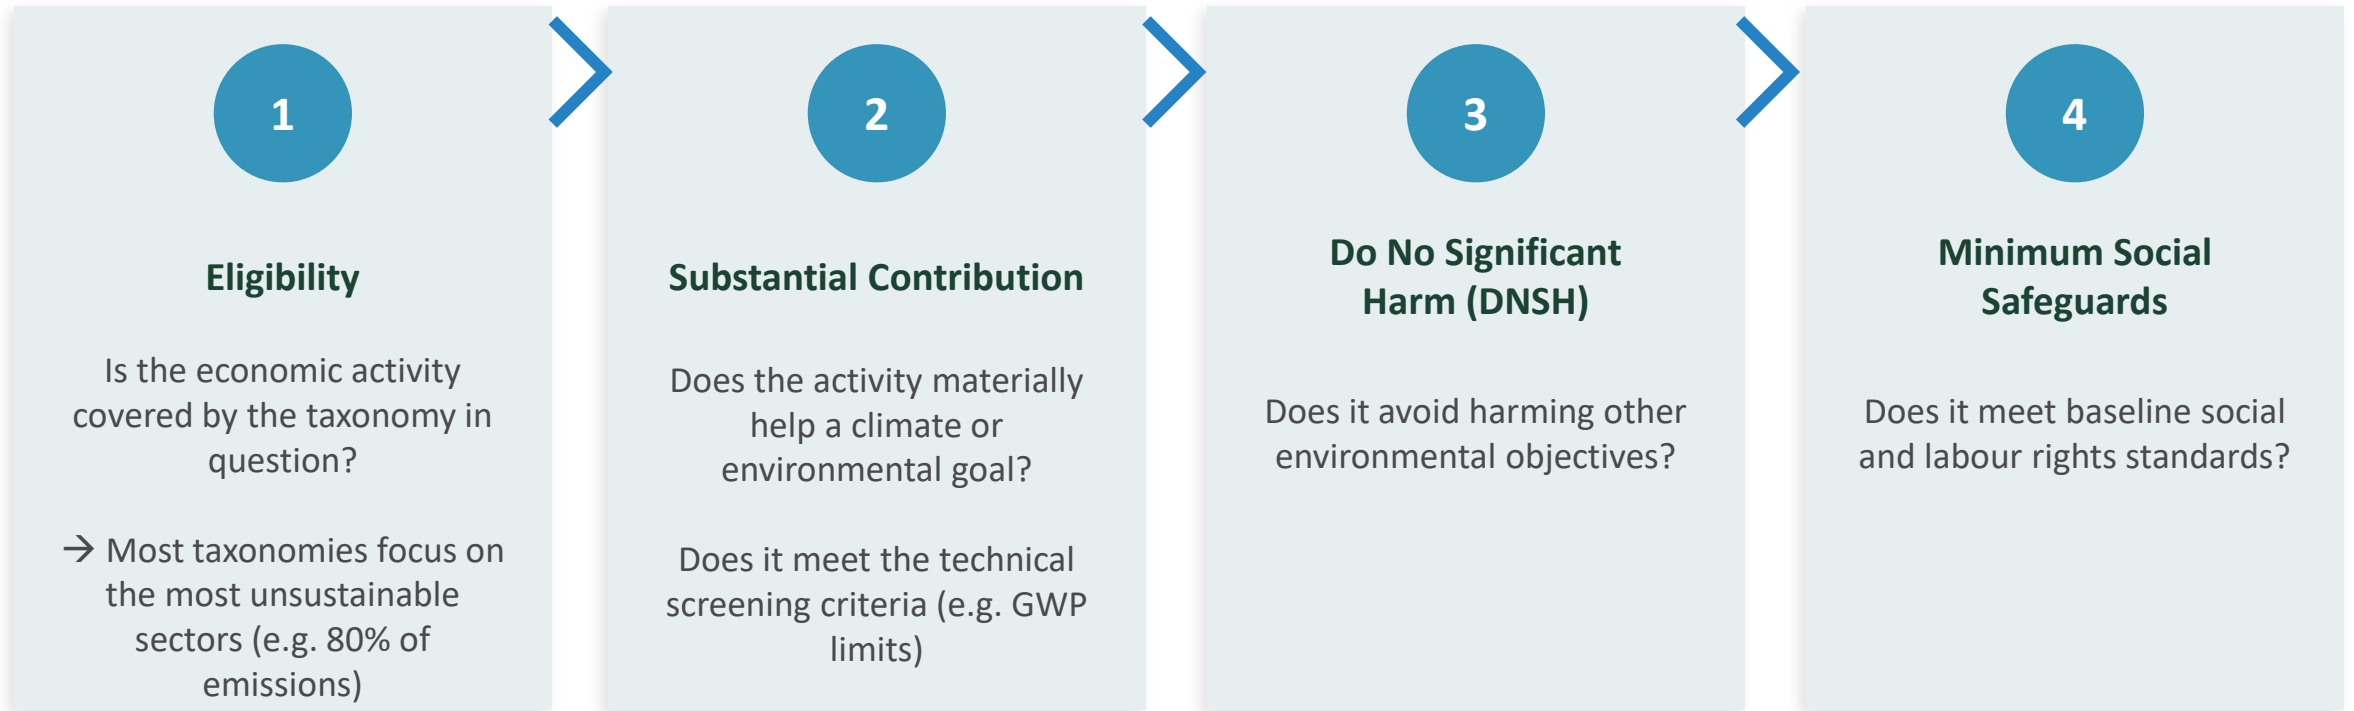 1
Eligibility
Is the economic activity
covered by the taxonomy in
question?
→ Most taxonomies focus on
the most unsustainable
sectors (e.g. 80% of
emissions)
2
Substantial Contribution
Does the activity materially
help a climate or
environmental goal?
Does it meet the technical
screening criteria (e.g. GWP
limits)
3
Do No Significant
Harm (DNSH)
Does it avoid harming other
environmental objectives?
4
Minimum Social
Safeguards
Does it meet baseline social
and labour rights standards?